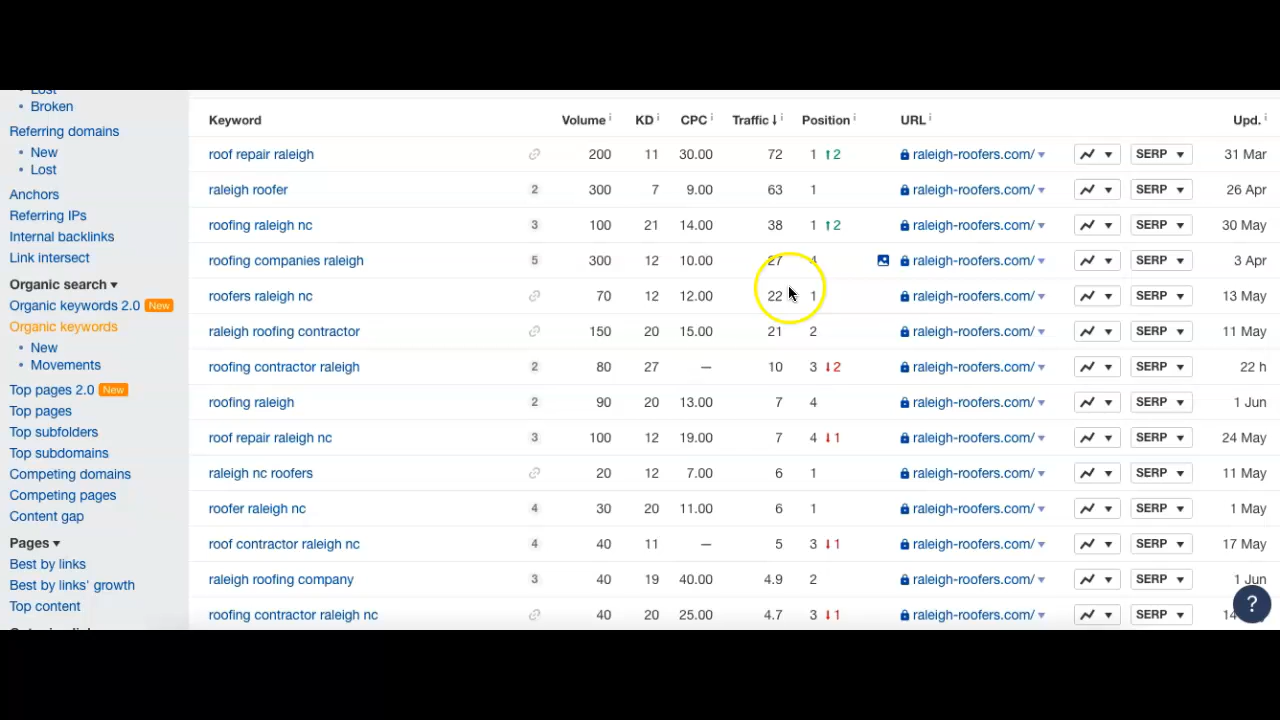 Lost
Broken
Referring domains
New
Lost
Anchors
Referring IPs
Internal backlinks
Link intersect
Organic search
Organic keywords 2.0 New
Organic keywords
New
Movements
Top pages 2.0 New
Top pages
Top subfolders
Top subdomains
Competing domains
Competing pages
Content gap
Pages
Best by links
Best by links' growth
Top content
Keyword Volume i KD i CPC i Traffic i Position i URL i Upd. i
roof repair raleigh 200 11 30.00 72 1 2 raleigh-roofers.com/ SERP 31 Mar
raleigh roofer 2 300 7 9.00 63 1 raleigh-roofers.com/ SERP 26 Apr
roofing raleigh nc 3 100 21 14.00 38 1 2 raleigh-roofers.com/ SERP 30 May
roofing companies raleigh 5 300 12 10.00 27 4 raleigh-roofers.com/ SERP 3 Apr
roofers raleigh nc 70 12 12.00 22 1 raleigh-roofers.com/ SERP 13 May
raleigh roofing contractor 150 20 15.00 21 2 raleigh-roofers.com/ SERP 11 May
roofing contractor raleigh 2 80 27 — 10 3 2 raleigh-roofers.com/ SERP 22 h
roofing raleigh 2 90 20 13.00 7 4 raleigh-roofers.com/ SERP 1 Jun
roof repair raleigh nc 3 100 12 19.00 7 4 1 raleigh-roofers.com/ SERP 24 May
raleigh nc roofers 20 12 7.00 6 1 raleigh-roofers.com/ SERP 11 May
roofer raleigh nc 4 30 20 11.00 6 1 raleigh-roofers.com/ SERP 1 May
roof contractor raleigh nc 4 40 11 — 5 3 1 raleigh-roofers.com/ SERP 17 May
raleigh roofing company 3 40 19 40.00 4.9 2 raleigh-roofers.com/ SERP 1 Jun
roofing contractor raleigh nc 40 20 25.00 4.7 3 1 raleigh-roofers.com/ SERP
?